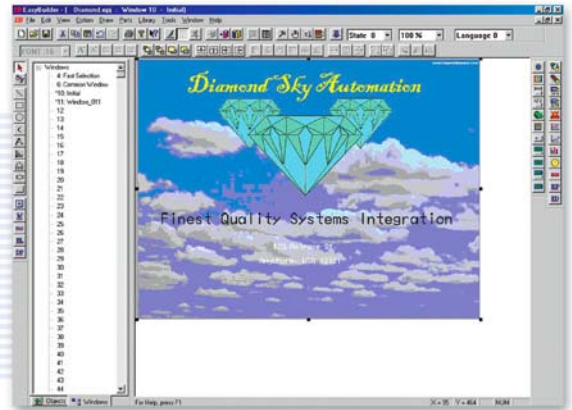 EasyBuilder - [ Diamond.epj - Window 10 - Initial]
File Edit View Option Draw Parts Library Tools Window Help
State 0 100 % Language 0
FONT:16
Windows
4: Fast Selection
6: Common Window
*10: Initial
*11: Window_011
12
13
14
15
16
17
18
19
20
21
22
23
24
25
26
27
28
29
30
31
32
33
34
35
36
37
38
39
40
41
42
43
44
Diamond Sky Automation
Finest Quality Systems Integration
Objects Windows
For Help, press F1
X = 95 Y = 464 NUM